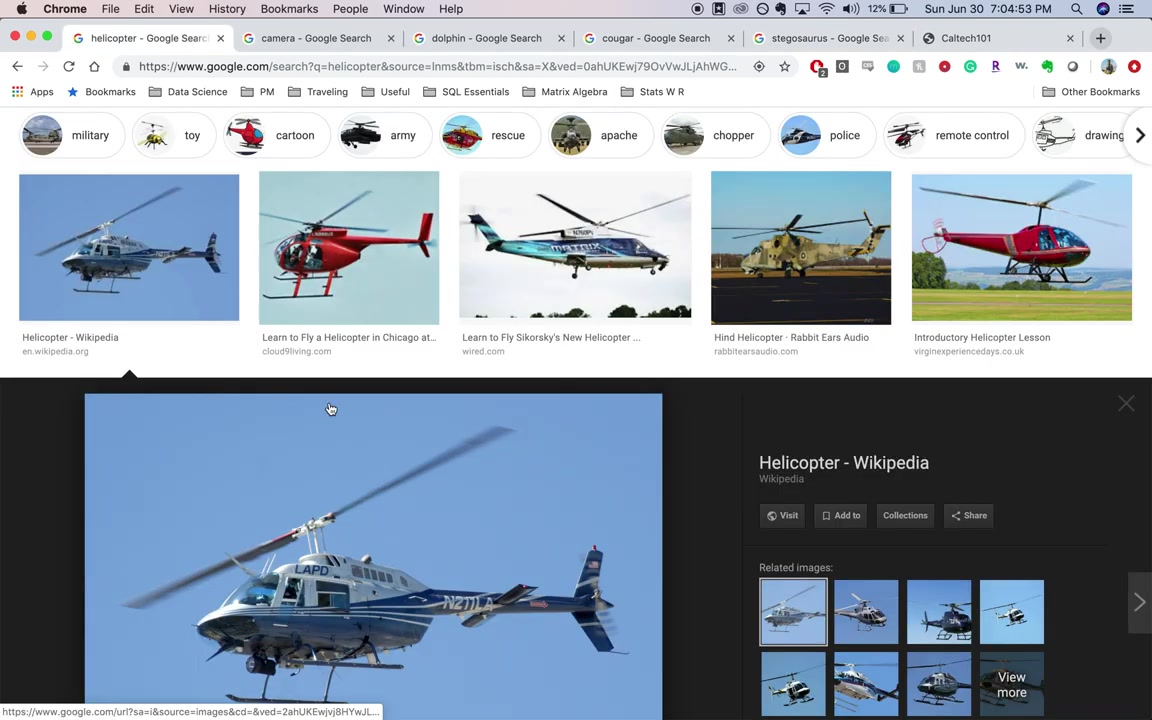 Chrome File Edit View History Bookmarks People Window Help 12% Sun Jun 30 7:04:53 PM
helicopter - Google Search camera - Google Search dolphin - Google Search cougar - Google Search stegosaurus - Google Sea Caltech101
https://www.google.com/search?q=helicopter&source=lnms&tbm=isch&sa=X&ved=0ahUKEwj79OvVwJLjAhWG...
Apps Bookmarks Data Science PM Traveling Useful SQL Essentials Matrix Algebra Stats W R Other Bookmarks
military toy cartoon army rescue apache chopper police remote control drawing
Helicopter - Wikipedia Learn to Fly a Helicopter in Chicago at... Learn to Fly Sikorsky's New Helicopter ... Hind Helicopter · Rabbit Ears Audio Introductory Helicopter Lesson
en.wikipedia.org cloud9living.com wired.com rabbitearsaudio.com virginexperiencedays.co.uk
Helicopter - Wikipedia
Wikipedia
Visit Add to Collections Share
Related images:
LAPD
N211LA
View
more
https://www.google.com/url?sa=i&source=images&cd=&ved=2ahUKEwjvj8HYwJL...